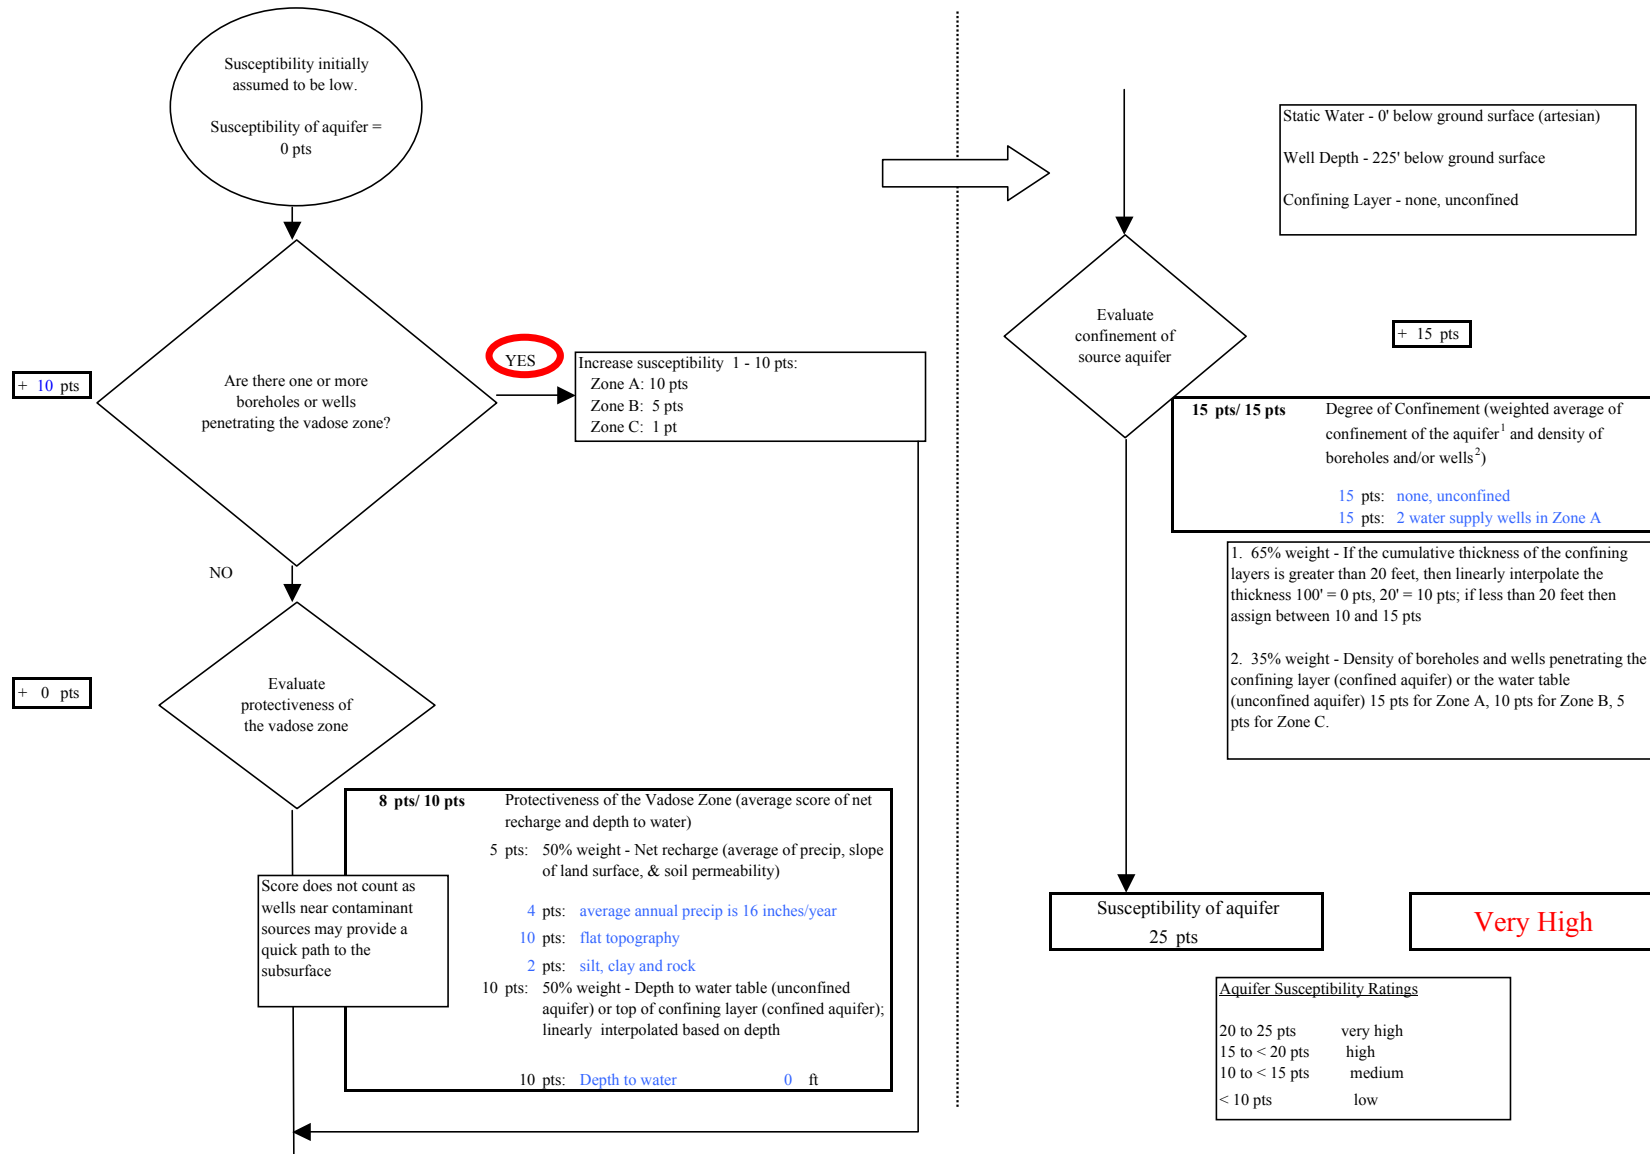 Susceptibility initially
assumed to be low.
Susceptibility of aquifer =
0 pts
+ 10 pts
Are there one or more
boreholes or wells
penetrating the vadose zone?
YES
Increase susceptibility 1 - 10 pts:
Zone A: 10 pts
Zone B: 5 pts
Zone C: 1 pt
NO
+ 0 pts
Evaluate
protectiveness of
the vadose zone
8 pts/ 10 pts
Protectiveness of the Vadose Zone (average score of net
recharge and depth to water)
5 pts: 50% weight - Net recharge (average of precip, slope
of land surface, & soil permeability)
4 pts: average annual precip is 16 inches/year
10 pts: flat topography
2 pts: silt, clay and rock
10 pts: 50% weight - Depth to water table (unconfined
aquifer) or top of confining layer (confined aquifer);
linearly interpolated based on depth
10 pts: Depth to water 0 ft
Score does not count as
wells near contaminant
sources may provide a
quick path to the
subsurface
Static Water - 0' below ground surface (artesian)
Well Depth - 225' below ground surface
Confining Layer - none, unconfined
Evaluate
confinement of
source aquifer
+ 15 pts
15 pts/ 15 pts
Degree of Confinement (weighted average of
confinement of the aquifer1 and density of
boreholes and/or wells2)
15 pts: none, unconfined
15 pts: 2 water supply wells in Zone A
1. 65% weight - If the cumulative thickness of the confining
layers is greater than 20 feet, then linearly interpolate the
thickness 100' = 0 pts, 20' = 10 pts; if less than 20 feet then
assign between 10 and 15 pts
2. 35% weight - Density of boreholes and wells penetrating the
confining layer (confined aquifer) or the water table
(unconfined aquifer) 15 pts for Zone A, 10 pts for Zone B, 5
pts for Zone C.
Susceptibility of aquifer
25 pts
Very High
Aquifer Susceptibility Ratings
20 to 25 pts very high
15 to < 20 pts high
10 to < 15 pts medium
< 10 pts low